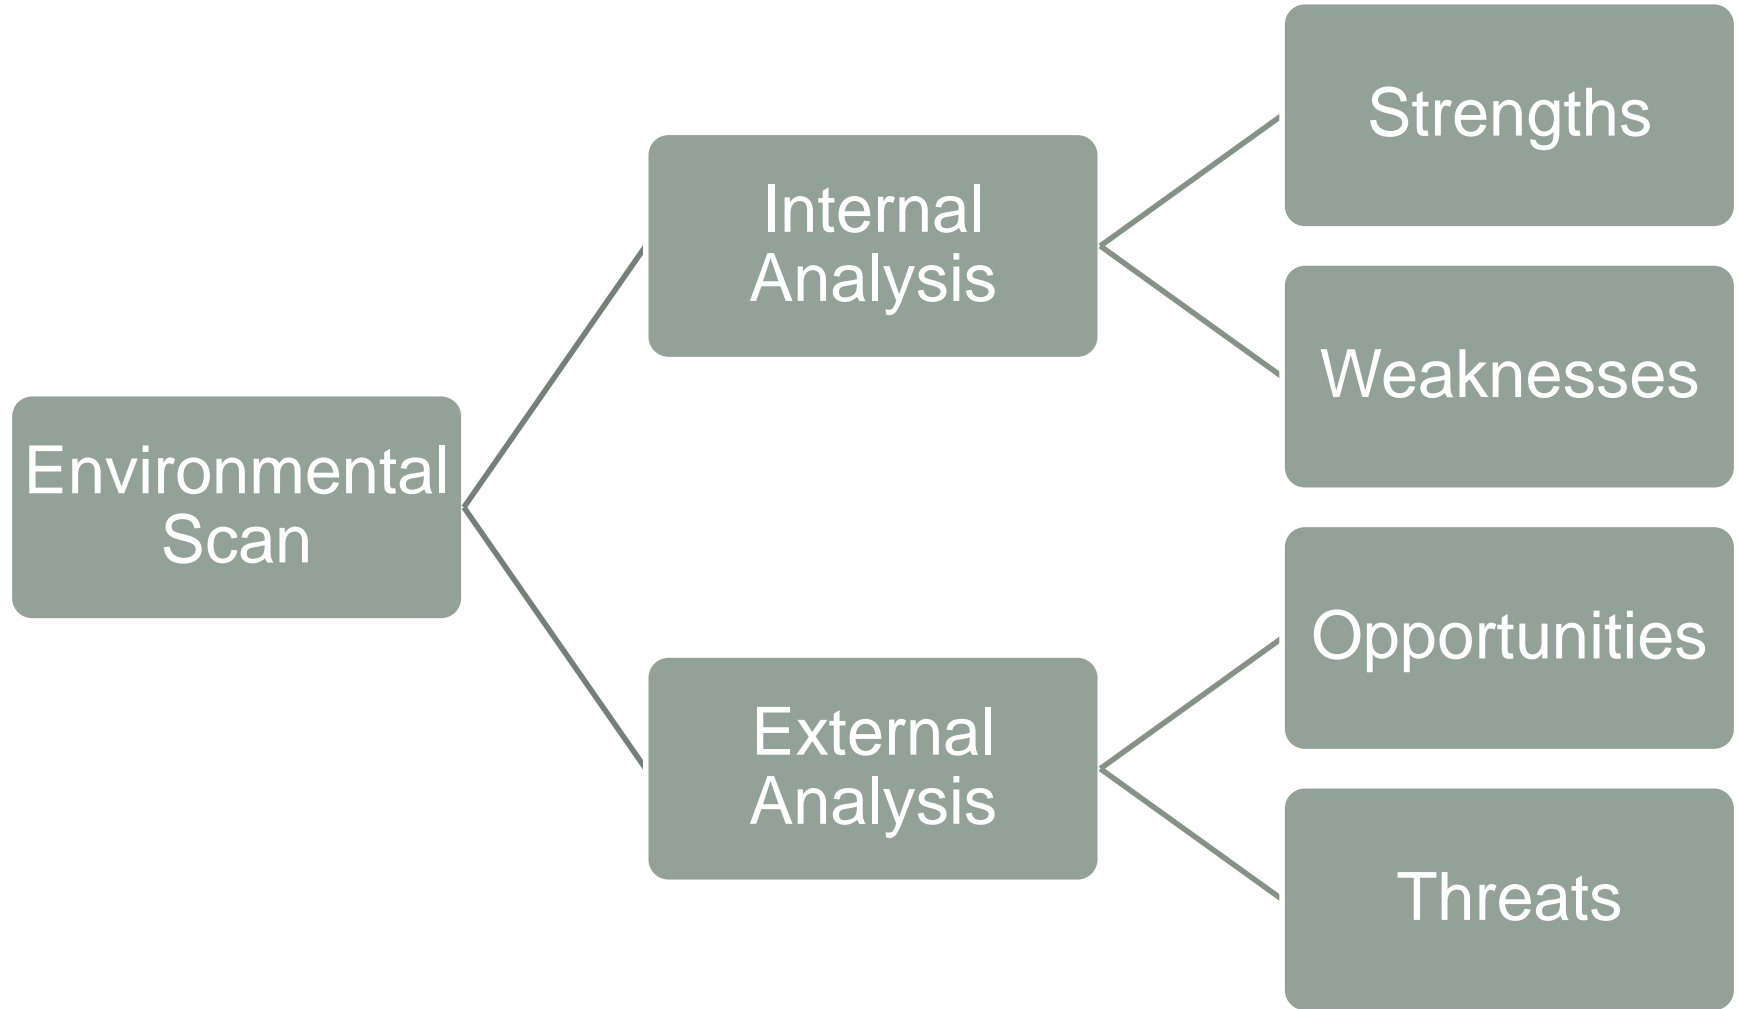 Environmental
Scan
Internal
Analysis
External
Analysis
Strengths
Weaknesses
Opportunities
Threats